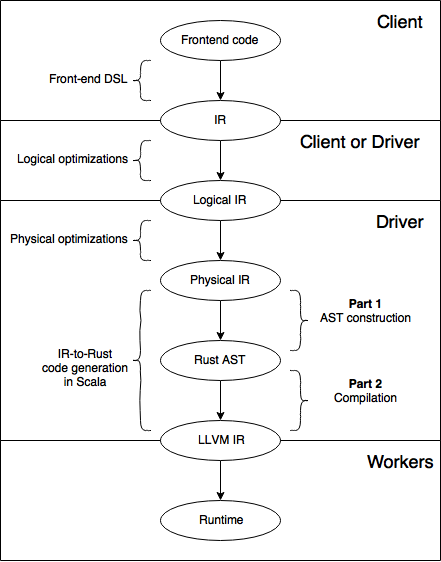 Client
Frontend code
Front-end DSL
IR
Client or Driver
Logical optimizations
Logical IR
Driver
Physical optimizations
Physical IR
Part 1
AST construction
IR-to-Rust
code generation
in Scala
Rust AST
Part 2
Compilation
LLVM IR
Workers
Runtime